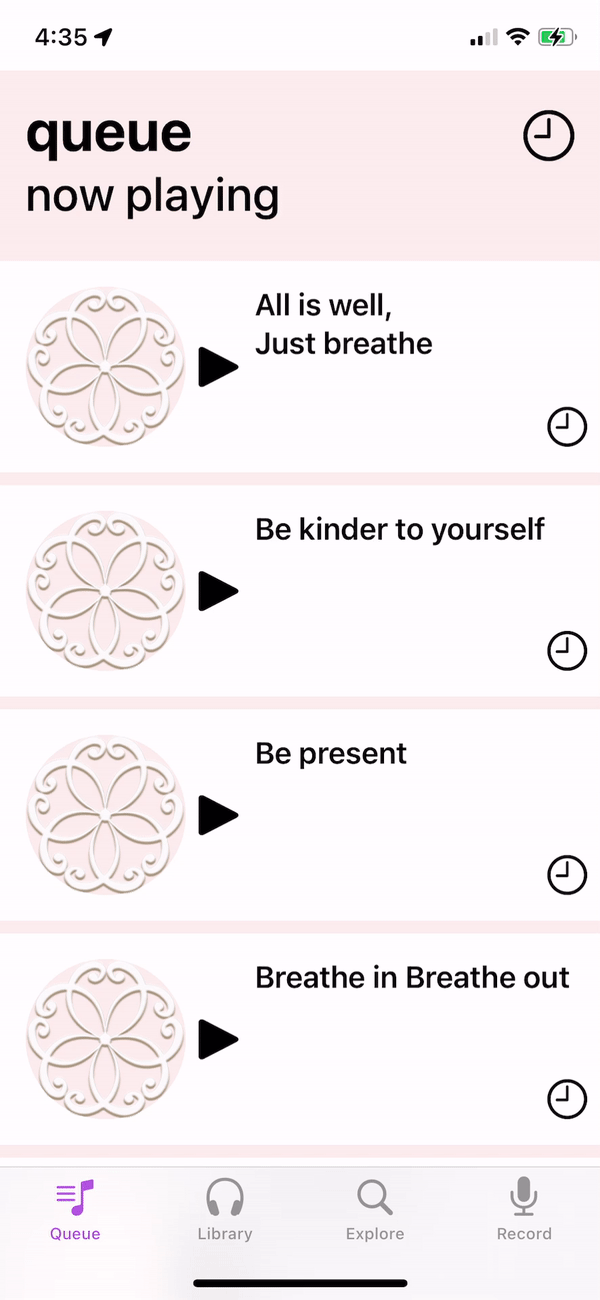 4:35
queue
now playing
All is well,
Just breathe
Be kinder to yourself
Be present
Breathe in Breathe out
Queue
Library
Explore
Record